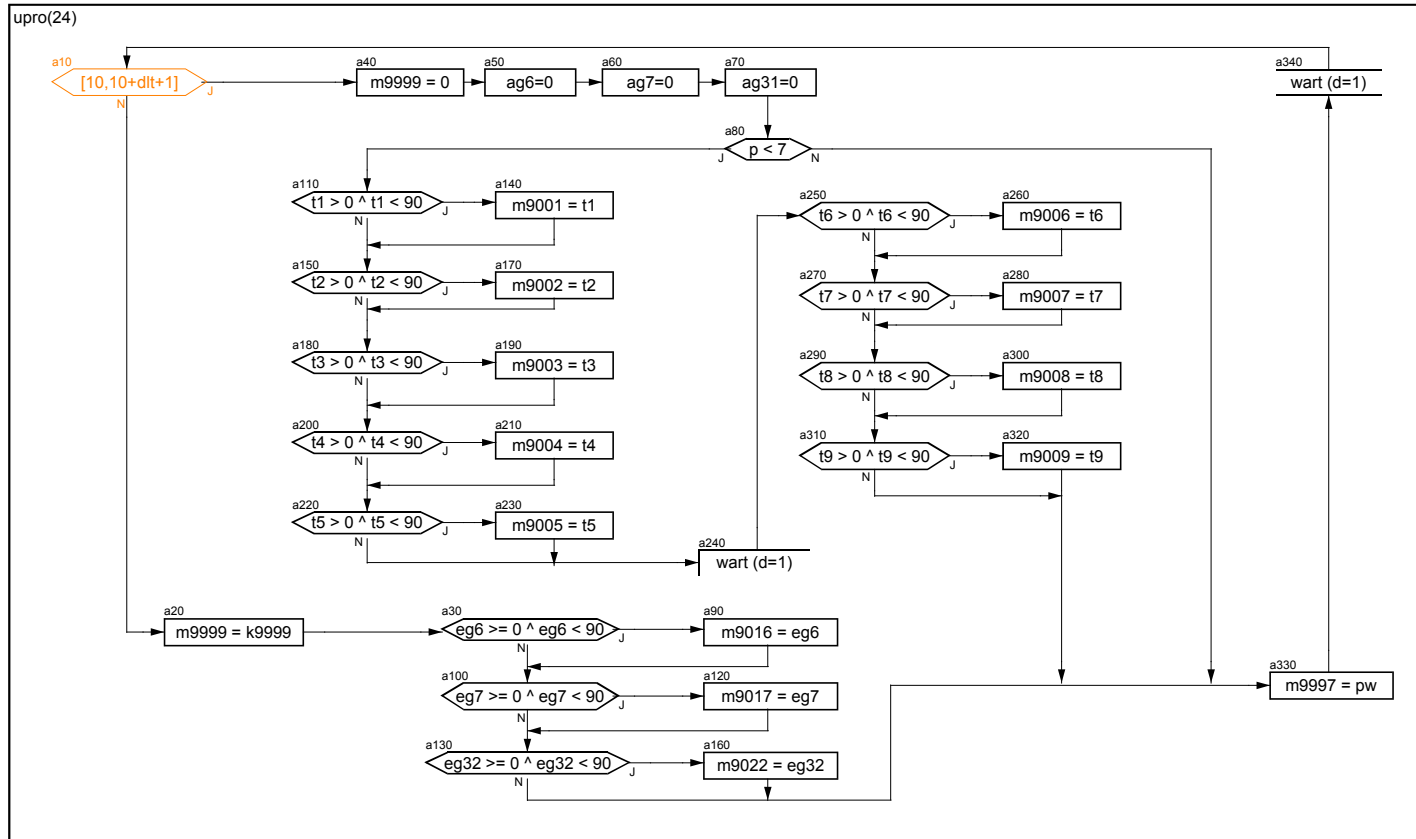 upro(24)
a10
[10,10+dlt+1]
N
J
a40
m9999 = 0
a50
ag6=0
a60
ag7=0
a70
ag31=0
a340
wart (d=1)
a80
p < 7
J
N
a110
t1 > 0 ^ t1 < 90
N
J
a140
m9001 = t1
a150
t2 > 0 ^ t2 < 90
N
J
a170
m9002 = t2
a180
t3 > 0 ^ t3 < 90
N
J
a190
m9003 = t3
a200
t4 > 0 ^ t4 < 90
N
J
a210
m9004 = t4
a220
t5 > 0 ^ t5 < 90
N
J
a230
m9005 = t5
a240
wart (d=1)
a250
t6 > 0 ^ t6 < 90
N
J
a260
m9006 = t6
a270
t7 > 0 ^ t7 < 90
N
J
a280
m9007 = t7
a290
t8 > 0 ^ t8 < 90
N
J
a300
m9008 = t8
a310
t9 > 0 ^ t9 < 90
N
J
a320
m9009 = t9
a20
m9999 = k9999
a30
eg6 >= 0 ^ eg6 < 90
N
J
a90
m9016 = eg6
a100
eg7 >= 0 ^ eg7 < 90
N
J
a120
m9017 = eg7
a130
eg32 >= 0 ^ eg32 < 90
N
J
a160
m9022 = eg32
a330
m9997 = pw